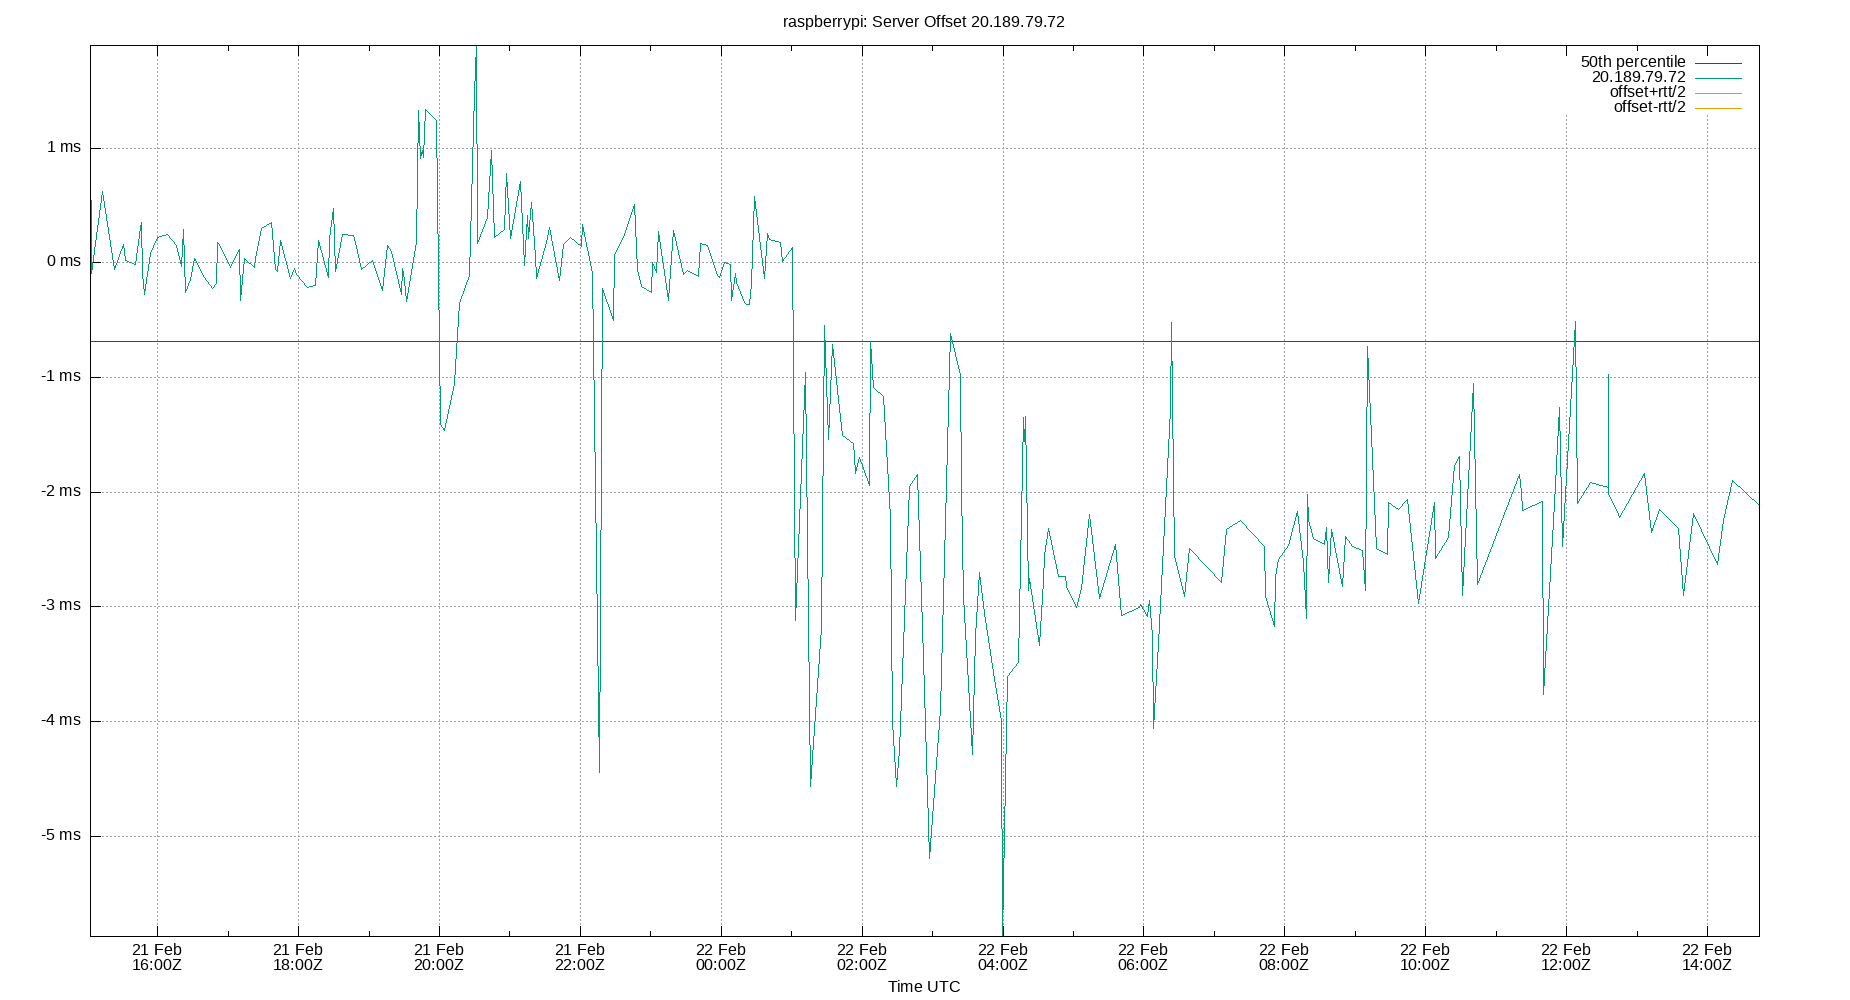 raspberrypi: Server Offset 20.189.79.72
50th percentile
20.189.79.72
offset+rtt/2
offset-rtt/2
1 ms
0 ms
-1 ms
-2 ms
-3 ms
-4 ms
-5 ms
21 Feb 21 Feb 21 Feb 21 Feb 22 Feb 22 Feb 22 Feb 22 Feb 22 Feb 22 Feb 22 Feb 22 Feb
16:00Z 18:00Z 20:00Z 22:00Z 00:00Z 02:00Z 04:00Z 06:00Z 08:00Z 10:00Z 12:00Z 14:00Z
Time UTC